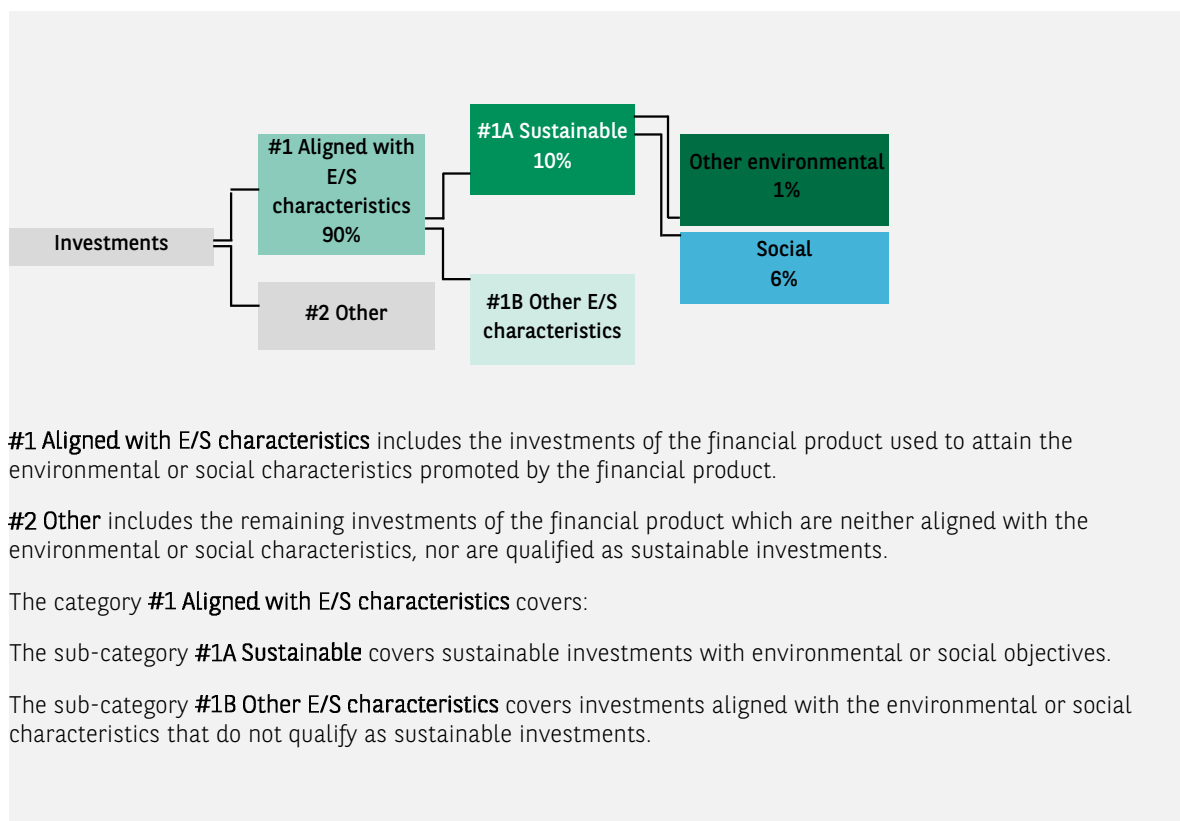 #1A Sustainable
10%
#1 Aligned with
E/S
characteristics
90%
Other environmental
1%
Investments
Social
6%
#2 Other
#1B Other E/S
characteristics
#1 Aligned with E/S characteristics includes the investments of the financial product used to attain the
environmental or social characteristics promoted by the financial product.
#2 Other includes the remaining investments of the financial product which are neither aligned with the
environmental or social characteristics, nor are qualified as sustainable investments.
The category #1 Aligned with E/S characteristics covers:
The sub-category #1A Sustainable covers sustainable investments with environmental or social objectives.
The sub-category #1B Other E/S characteristics covers investments aligned with the environmental or social
characteristics that do not qualify as sustainable investments.